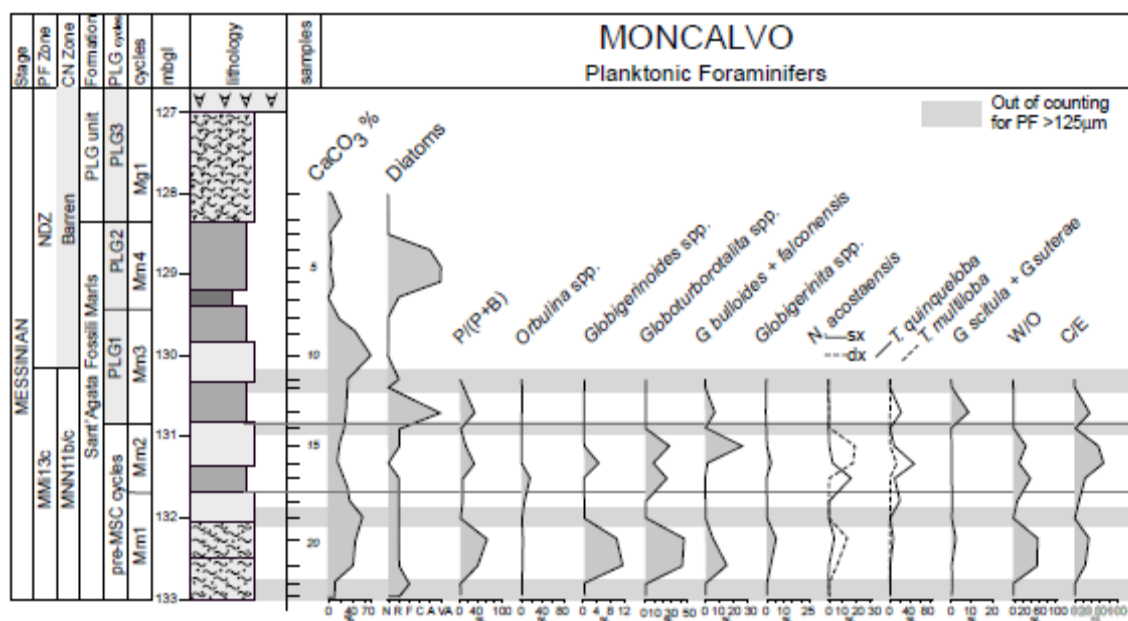 MONCALVO
Planktonic Foraminifers
Stage
PF Zone
CN Zone
Formation
PLG cycles
cycles
mbgl
lithology
samples
Out of counting
for PF >125μm
MESSINIAN
NDZ
MMi13c
Barren
MNN11b/c
PLG unit
Sant'Agata Fossili Marls
PLG3
PLG2
PLG1
pre-MSC cycles
Mg1
Mm4
Mm3
Mm2
Mm1
127
128
129
130
131
132
133
5
10
15
20
CaCO3 %
Diatoms
P/(P+B)
Orbulina spp.
Globigerinoides spp.
Globoturborotalita spp.
G bulloides + falconensis
Globigerinita spp.
N. acostaensis
sx
dx
T. quinqueloba
T. multiloba
G scitula + G suterae
W/O
C/E
0 40 70
N R F C A VA
0 40 100
0 40 80
0 4 8 12
0 10 30 50
0 10 20 30
0 25
0 10 20 30
0 40 80
0 10 20
0 20 50 100